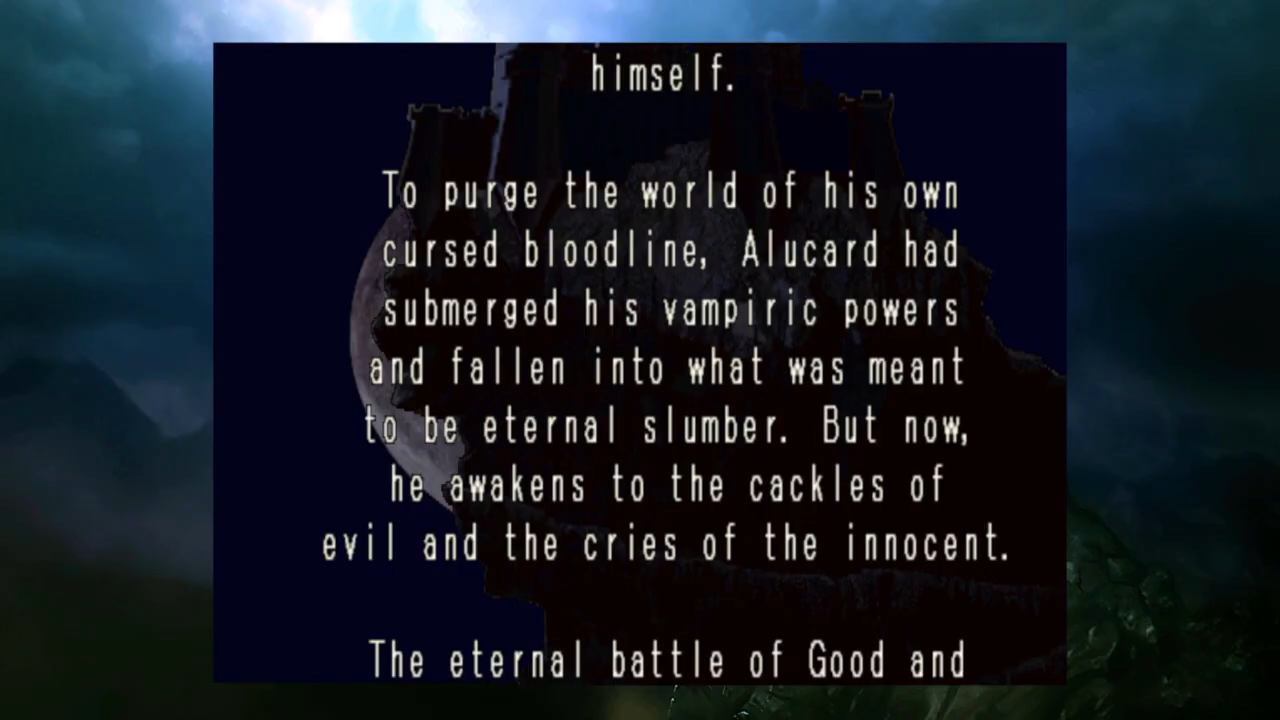 himself.
To purge the world of his own
cursed bloodline, Alucard had
submerged his vampiric powers
and fallen into what was meant
to be eternal slumber. But now,
he awakens to the cackles of
evil and the cries of the innocent.
The eternal battle of Good and